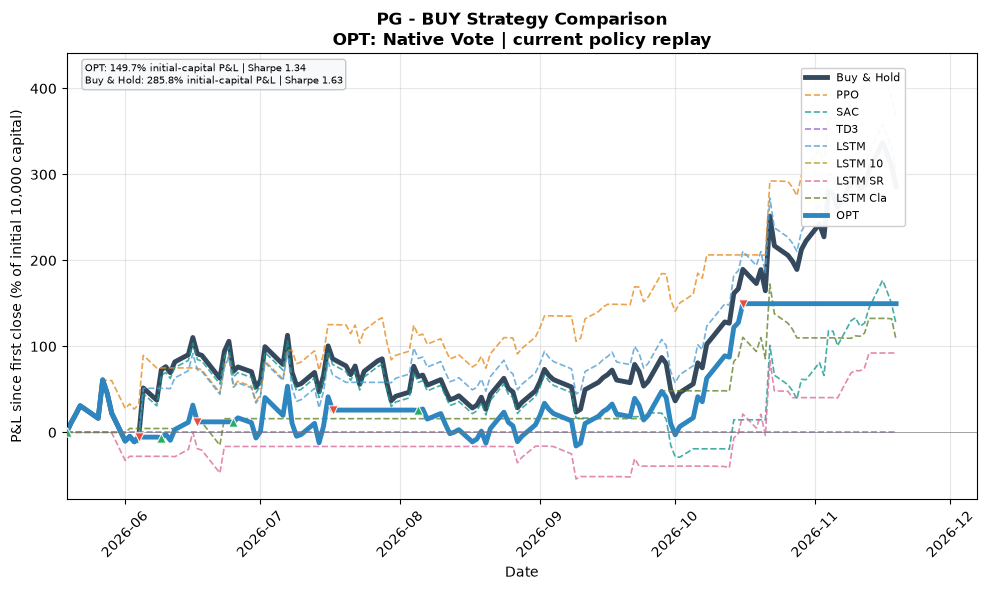 PG - BUY Strategy Comparison
OPT: Native Vote | current policy replay
OPT: 149.7% initial-capital P&L | Sharpe 1.34
Buy & Hold: 285.8% initial-capital P&L | Sharpe 1.63
Buy & Hold
PPO
SAC
TD3
LSTM
LSTM 10
LSTM SR
LSTM Cla
OPT
P&L since first close (% of initial 10,000 capital)
400
300
200
100
0
2026-06
2026-07
2026-08
2026-09
2026-10
2026-11
2026-12
Date